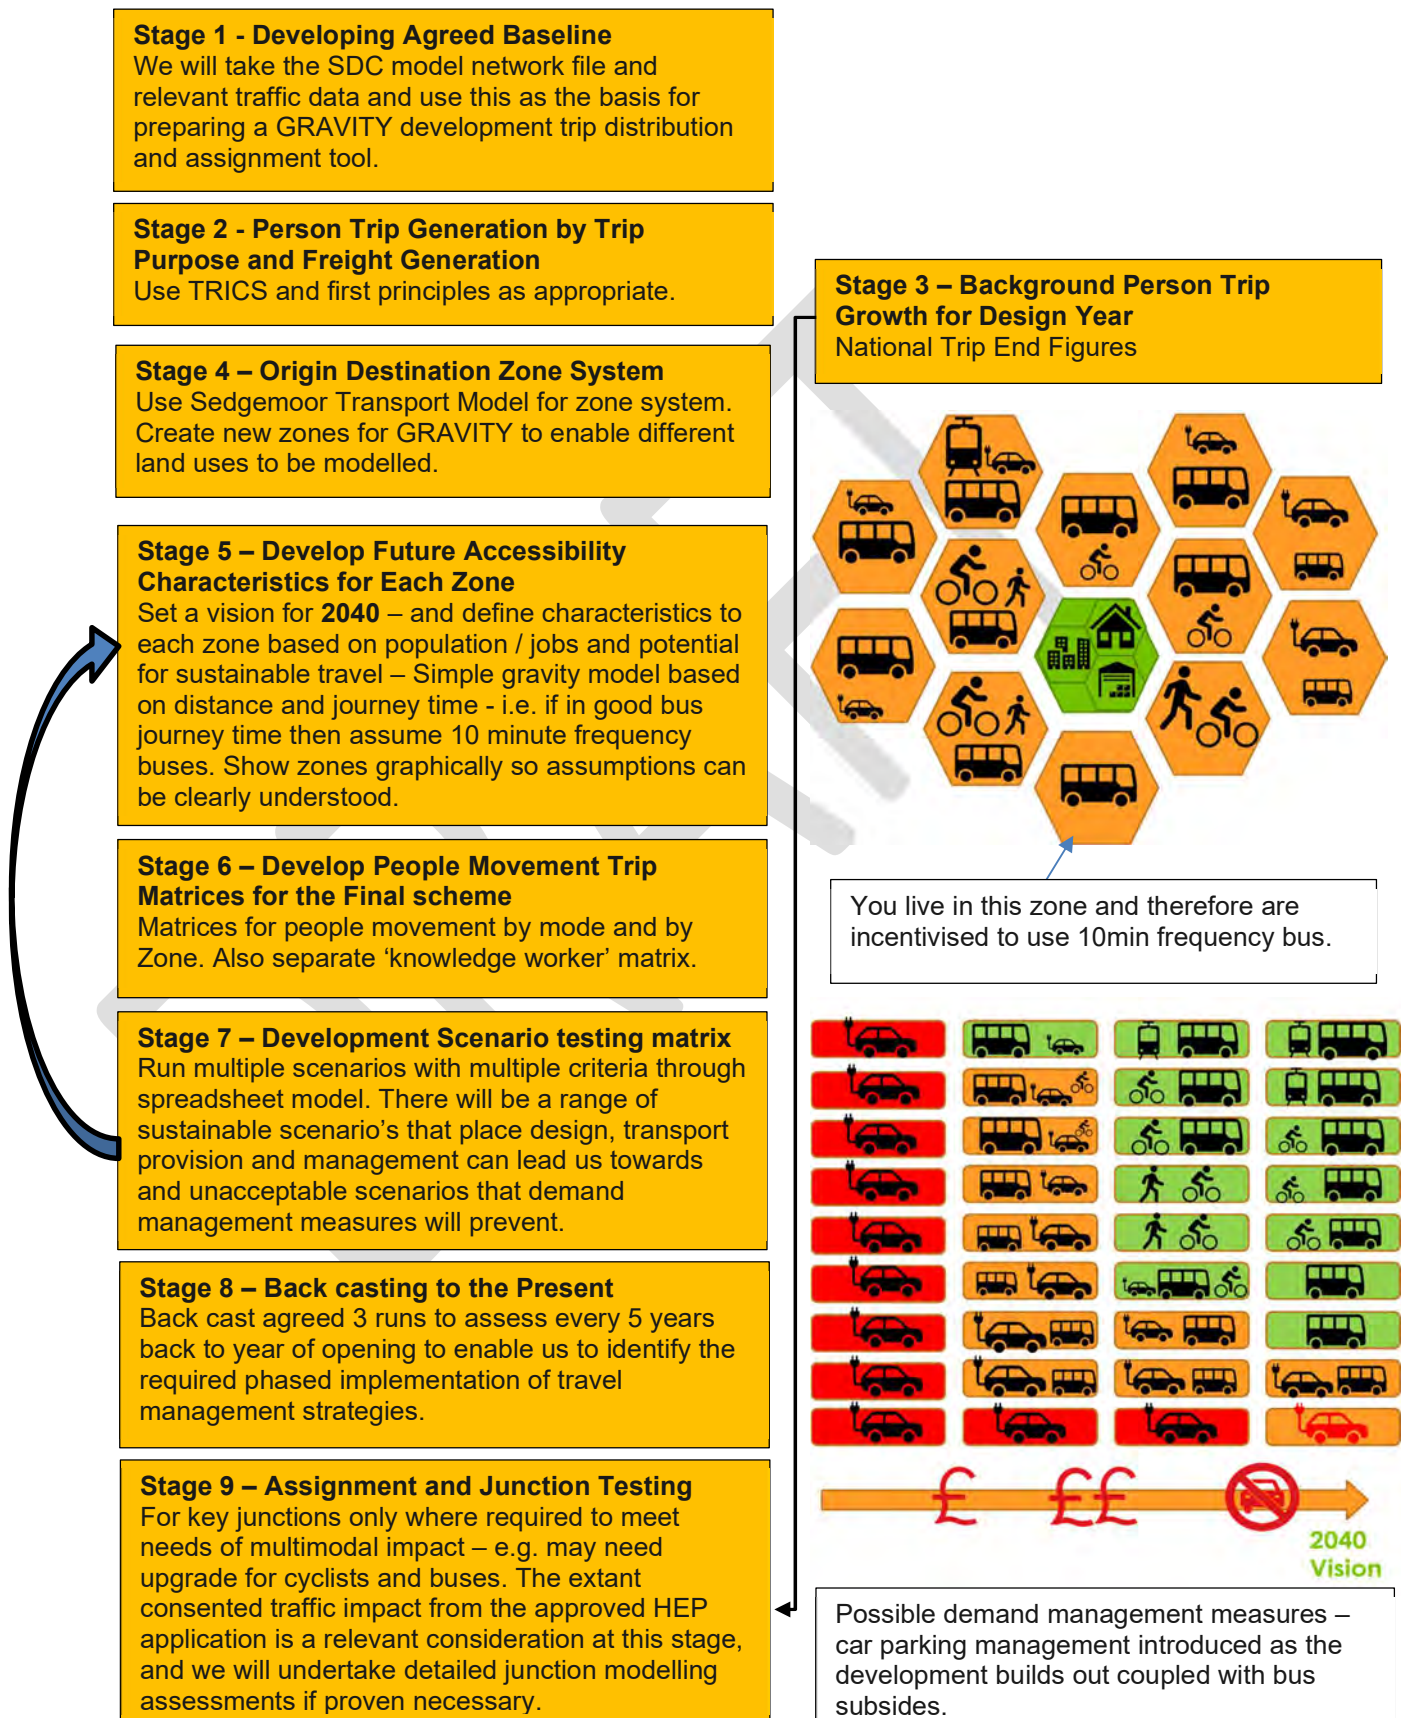 Stage 1 - Developing Agreed Baseline
We will take the SDC model network file and
relevant traffic data and use this as the basis for
preparing a GRAVITY development trip distribution
and assignment tool.
Stage 2 - Person Trip Generation by Trip
Purpose and Freight Generation
Use TRICS and first principles as appropriate.
Stage 3 – Background Person Trip
Growth for Design Year
National Trip End Figures
Stage 4 – Origin Destination Zone System
Use Sedgemoor Transport Model for zone system.
Create new zones for GRAVITY to enable different
land uses to be modelled.
Stage 5 – Develop Future Accessibility
Characteristics for Each Zone
Set a vision for 2040 – and define characteristics to
each zone based on population / jobs and potential
for sustainable travel – Simple gravity model based
on distance and journey time - i.e. if in good bus
journey time then assume 10 minute frequency
buses. Show zones graphically so assumptions can
be clearly understood.
Stage 6 – Develop People Movement Trip
Matrices for the Final scheme
Matrices for people movement by mode and by
Zone. Also separate ‘knowledge worker’ matrix.
You live in this zone and therefore are
incentivised to use 10min frequency bus.
Stage 7 – Development Scenario testing matrix
Run multiple scenarios with multiple criteria through
spreadsheet model. There will be a range of
sustainable scenario’s that place design, transport
provision and management can lead us towards
and unacceptable scenarios that demand
management measures will prevent.
Stage 8 – Back casting to the Present
Back cast agreed 3 runs to assess every 5 years
back to year of opening to enable us to identify the
required phased implementation of travel
management strategies.
Stage 9 – Assignment and Junction Testing
For key junctions only where required to meet
needs of multimodal impact – e.g. may need
upgrade for cyclists and buses. The extant
consented traffic impact from the approved HEP
application is a relevant consideration at this stage,
and we will undertake detailed junction modelling
assessments if proven necessary.
£ ££
2040
Vision
Possible demand management measures –
car parking management introduced as the
development builds out coupled with bus
subsides.
DRAFT